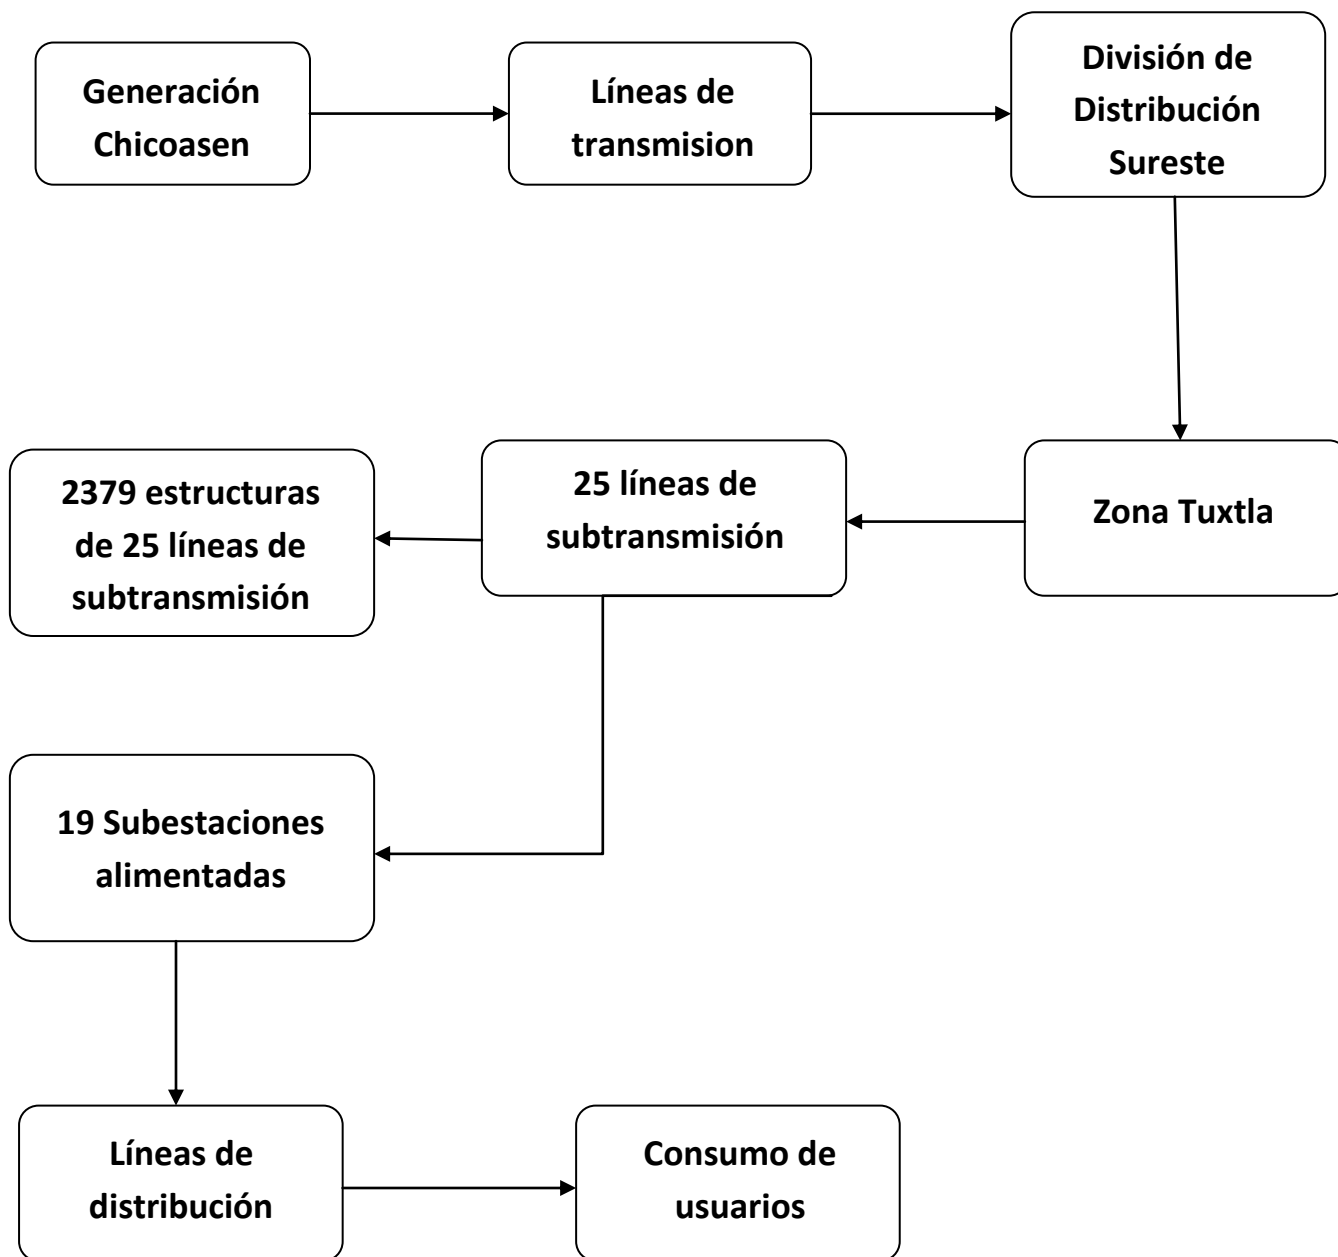 Generación
Chicoasen
Líneas de
transmision
División de
Distribución
Sureste
Zona Tuxtla
25 líneas de
subtransmisión
2379 estructuras
de 25 líneas de
subtransmisión
19 Subestaciones
alimentadas
Líneas de
distribución
Consumo de
usuarios